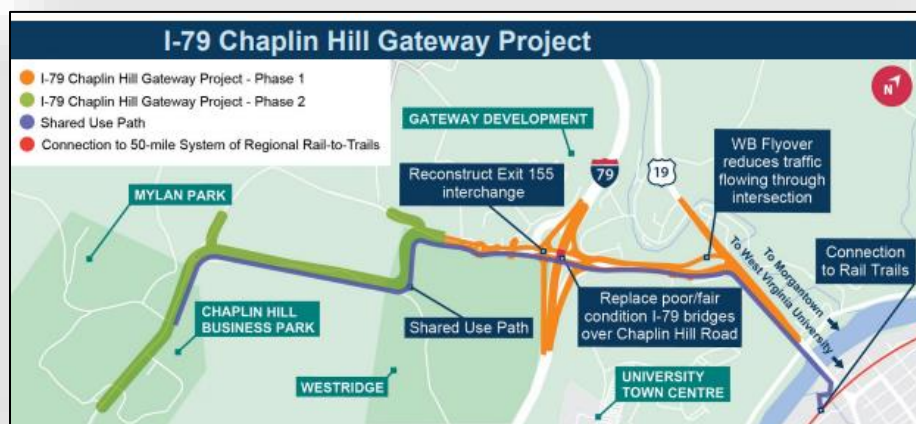 I-79 Chaplin Hill Gateway Project
I-79 Chaplin Hill Gateway Project - Phase 1
I-79 Chaplin Hill Gateway Project - Phase 2
Shared Use Path
Connection to 50-mile System of Regional Rail-to-Trails
N
GATEWAY DEVELOPMENT
79
19
WB Flyover
reduces traffic
flowing through
intersection
Reconstruct Exit 155
interchange
MYLAN PARK
To Morgantown
To West Virginia University
Connection
to Rail Trails
CHAPLIN HILL
BUSINESS PARK
Shared Use Path
Replace poor/fair
condition I-79 bridges
over Chaplin Hill Road
WESTRIDGE
UNIVERSITY
TOWN CENTRE